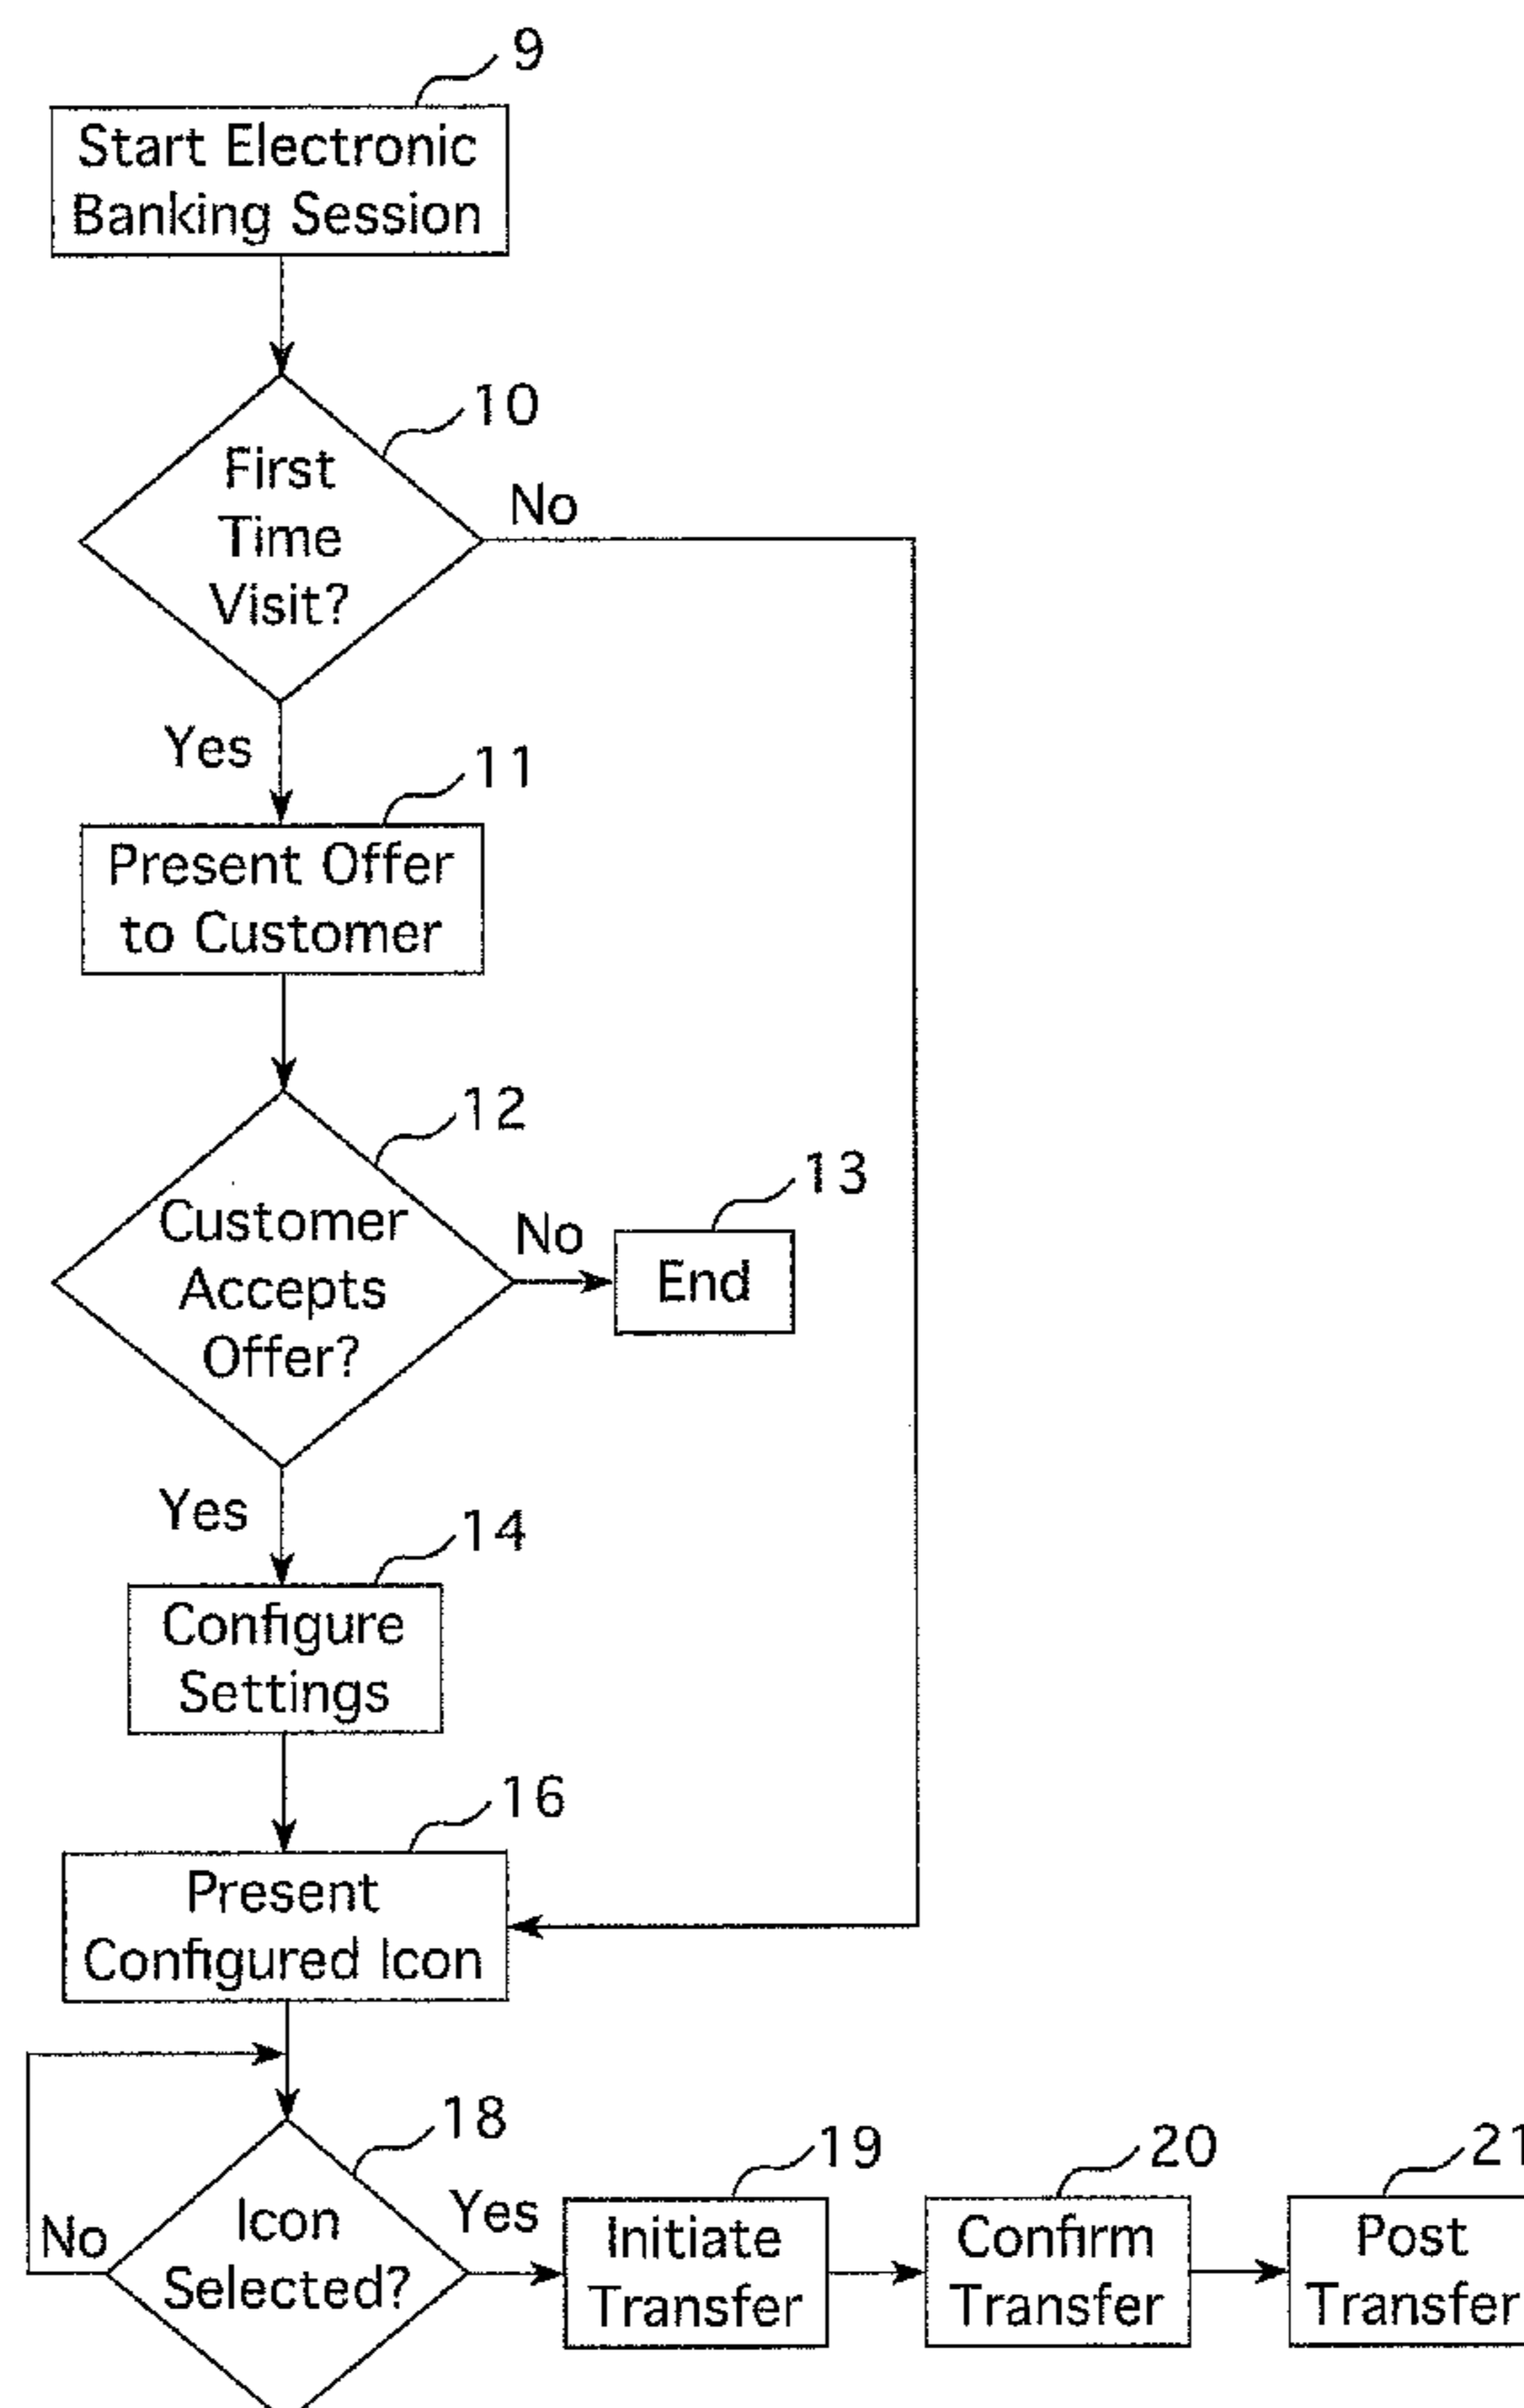 9
Start Electronic
Banking Session
10
First
Time
Visit?
No
Yes
11
Present Offer
to Customer
12
Customer
Accepts
Offer?
No
13
End
Yes
14
Configure
Settings
16
Present
Configured Icon
18
Icon
Selected?
No
Yes
19
Initiate
Transfer
20
Confirm
Transfer
21
Post
Transfer